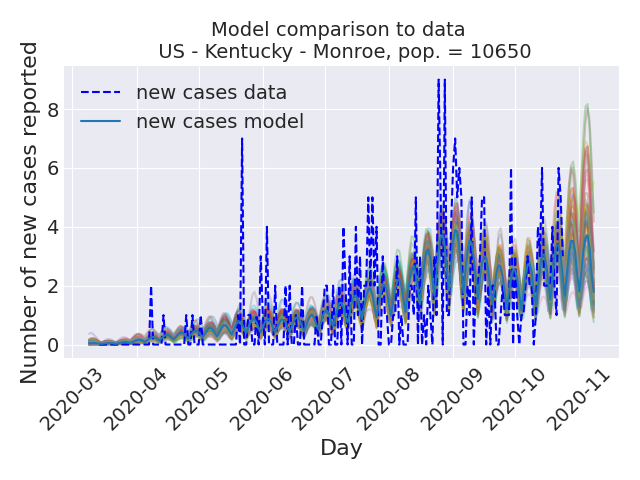 Model comparison to data
US - Kentucky - Monroe, pop. = 10650
Number of new cases reported
8
6
4
2
0
new cases data
new cases model
2020-03
2020-04
2020-05
2020-06
2020-07
2020-08
2020-09
2020-10
2020-11
Day